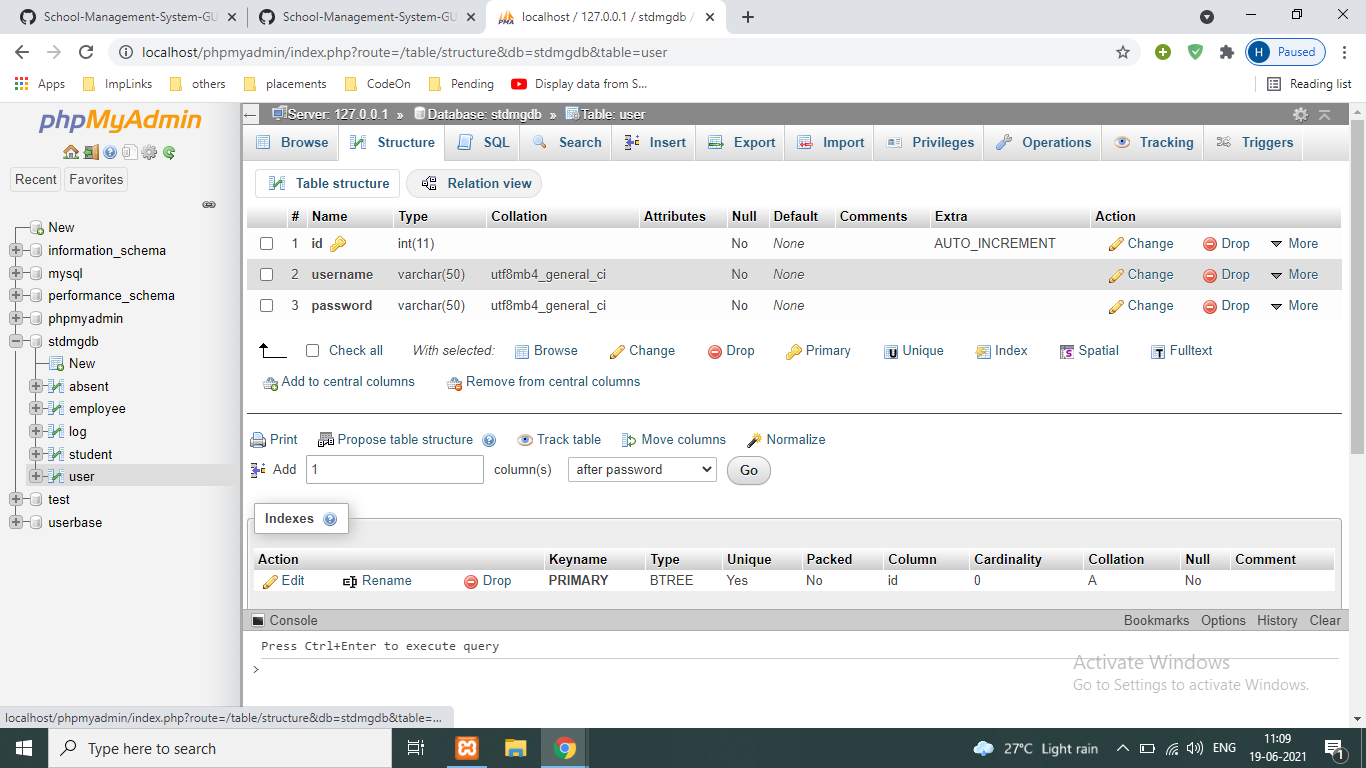 School-Management-System-GU
School-Management-System-GU
localhost / 127.0.0.1 / stdmgdb /
localhost/phpmyadmin/index.php?route=/table/structure&db=stdmgdb&table=user
H Paused
Apps ImpLinks others placements CodeOn Pending Display data from S... Reading list
phpMyAdmin
Recent Favorites
New
information_schema
mysql
performance_schema
phpmyadmin
stdmgdb
New
absent
employee
log
student
user
test
userbase
Server: 127.0.0.1 » Database: stdmgdb » Table: user
Browse Structure SQL Search Insert Export Import Privileges Operations Tracking Triggers
Table structure Relation view
# Name Type Collation Attributes Null Default Comments Extra Action
1 id int(11) No None AUTO_INCREMENT Change Drop More
2 username varchar(50) utf8mb4_general_ci No None Change Drop More
3 password varchar(50) utf8mb4_general_ci No None Change Drop More
Check all With selected: Browse Change Drop Primary Unique Index Spatial Fulltext
Add to central columns Remove from central columns
Print Propose table structure Track table Move columns Normalize
Add 1 column(s) after password Go
Indexes
Action Keyname Type Unique Packed Column Cardinality Collation Null Comment
Edit Rename Drop PRIMARY BTREE Yes No id 0 A No
Console Bookmarks Options History Clear
Press Ctrl+Enter to execute query
>
Activate Windows
Go to Settings to activate Windows.
localhost/phpmyadmin/index.php?route=/table/structure&db=stdmgdb&table=...
Type here to search
27°C Light rain
ENG
11:09
19-06-2021
1